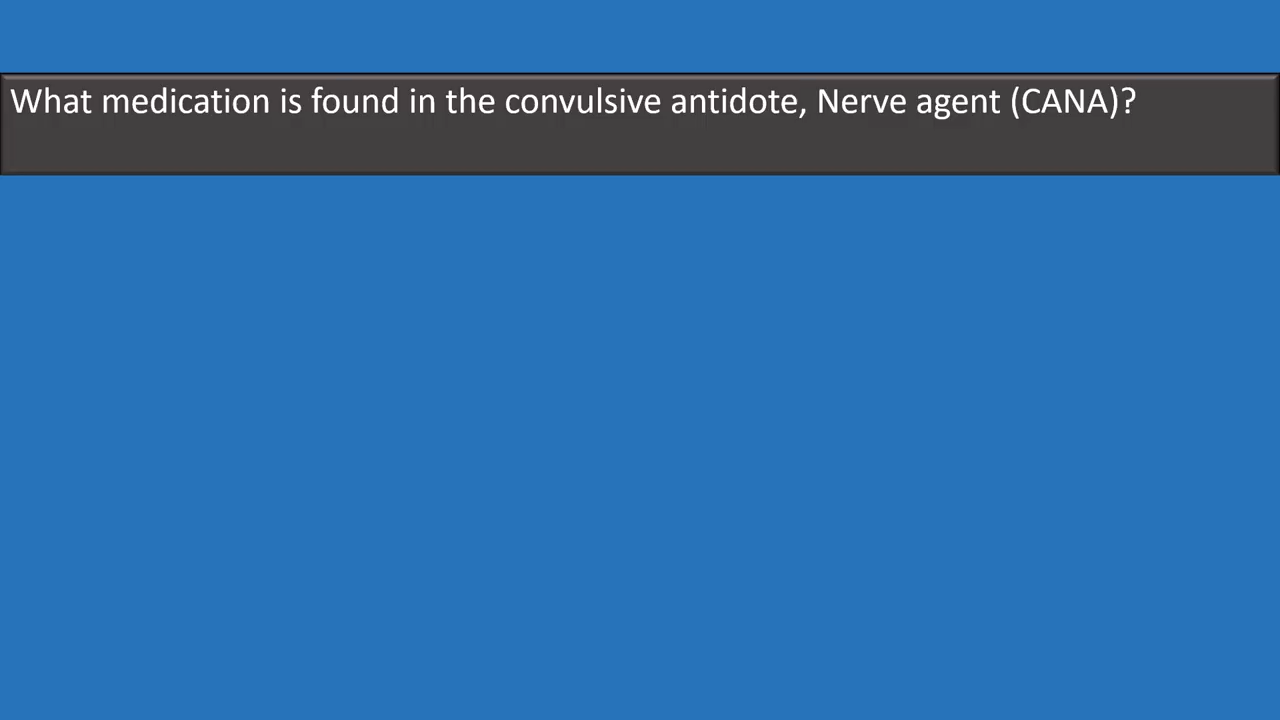 What medication is found in the convulsive antidote, Nerve agent (CANA)?